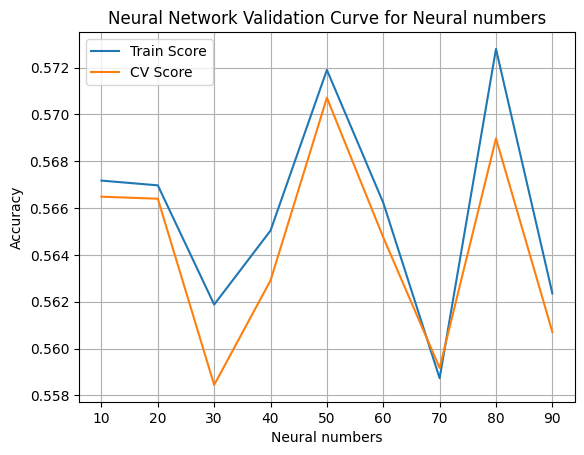 Neural Network Validation Curve for Neural numbers
Train Score
CV Score
Accuracy
0.572
0.570
0.568
0.566
0.564
0.562
0.560
0.558
10 20 30 40 50 60 70 80 90
Neural numbers